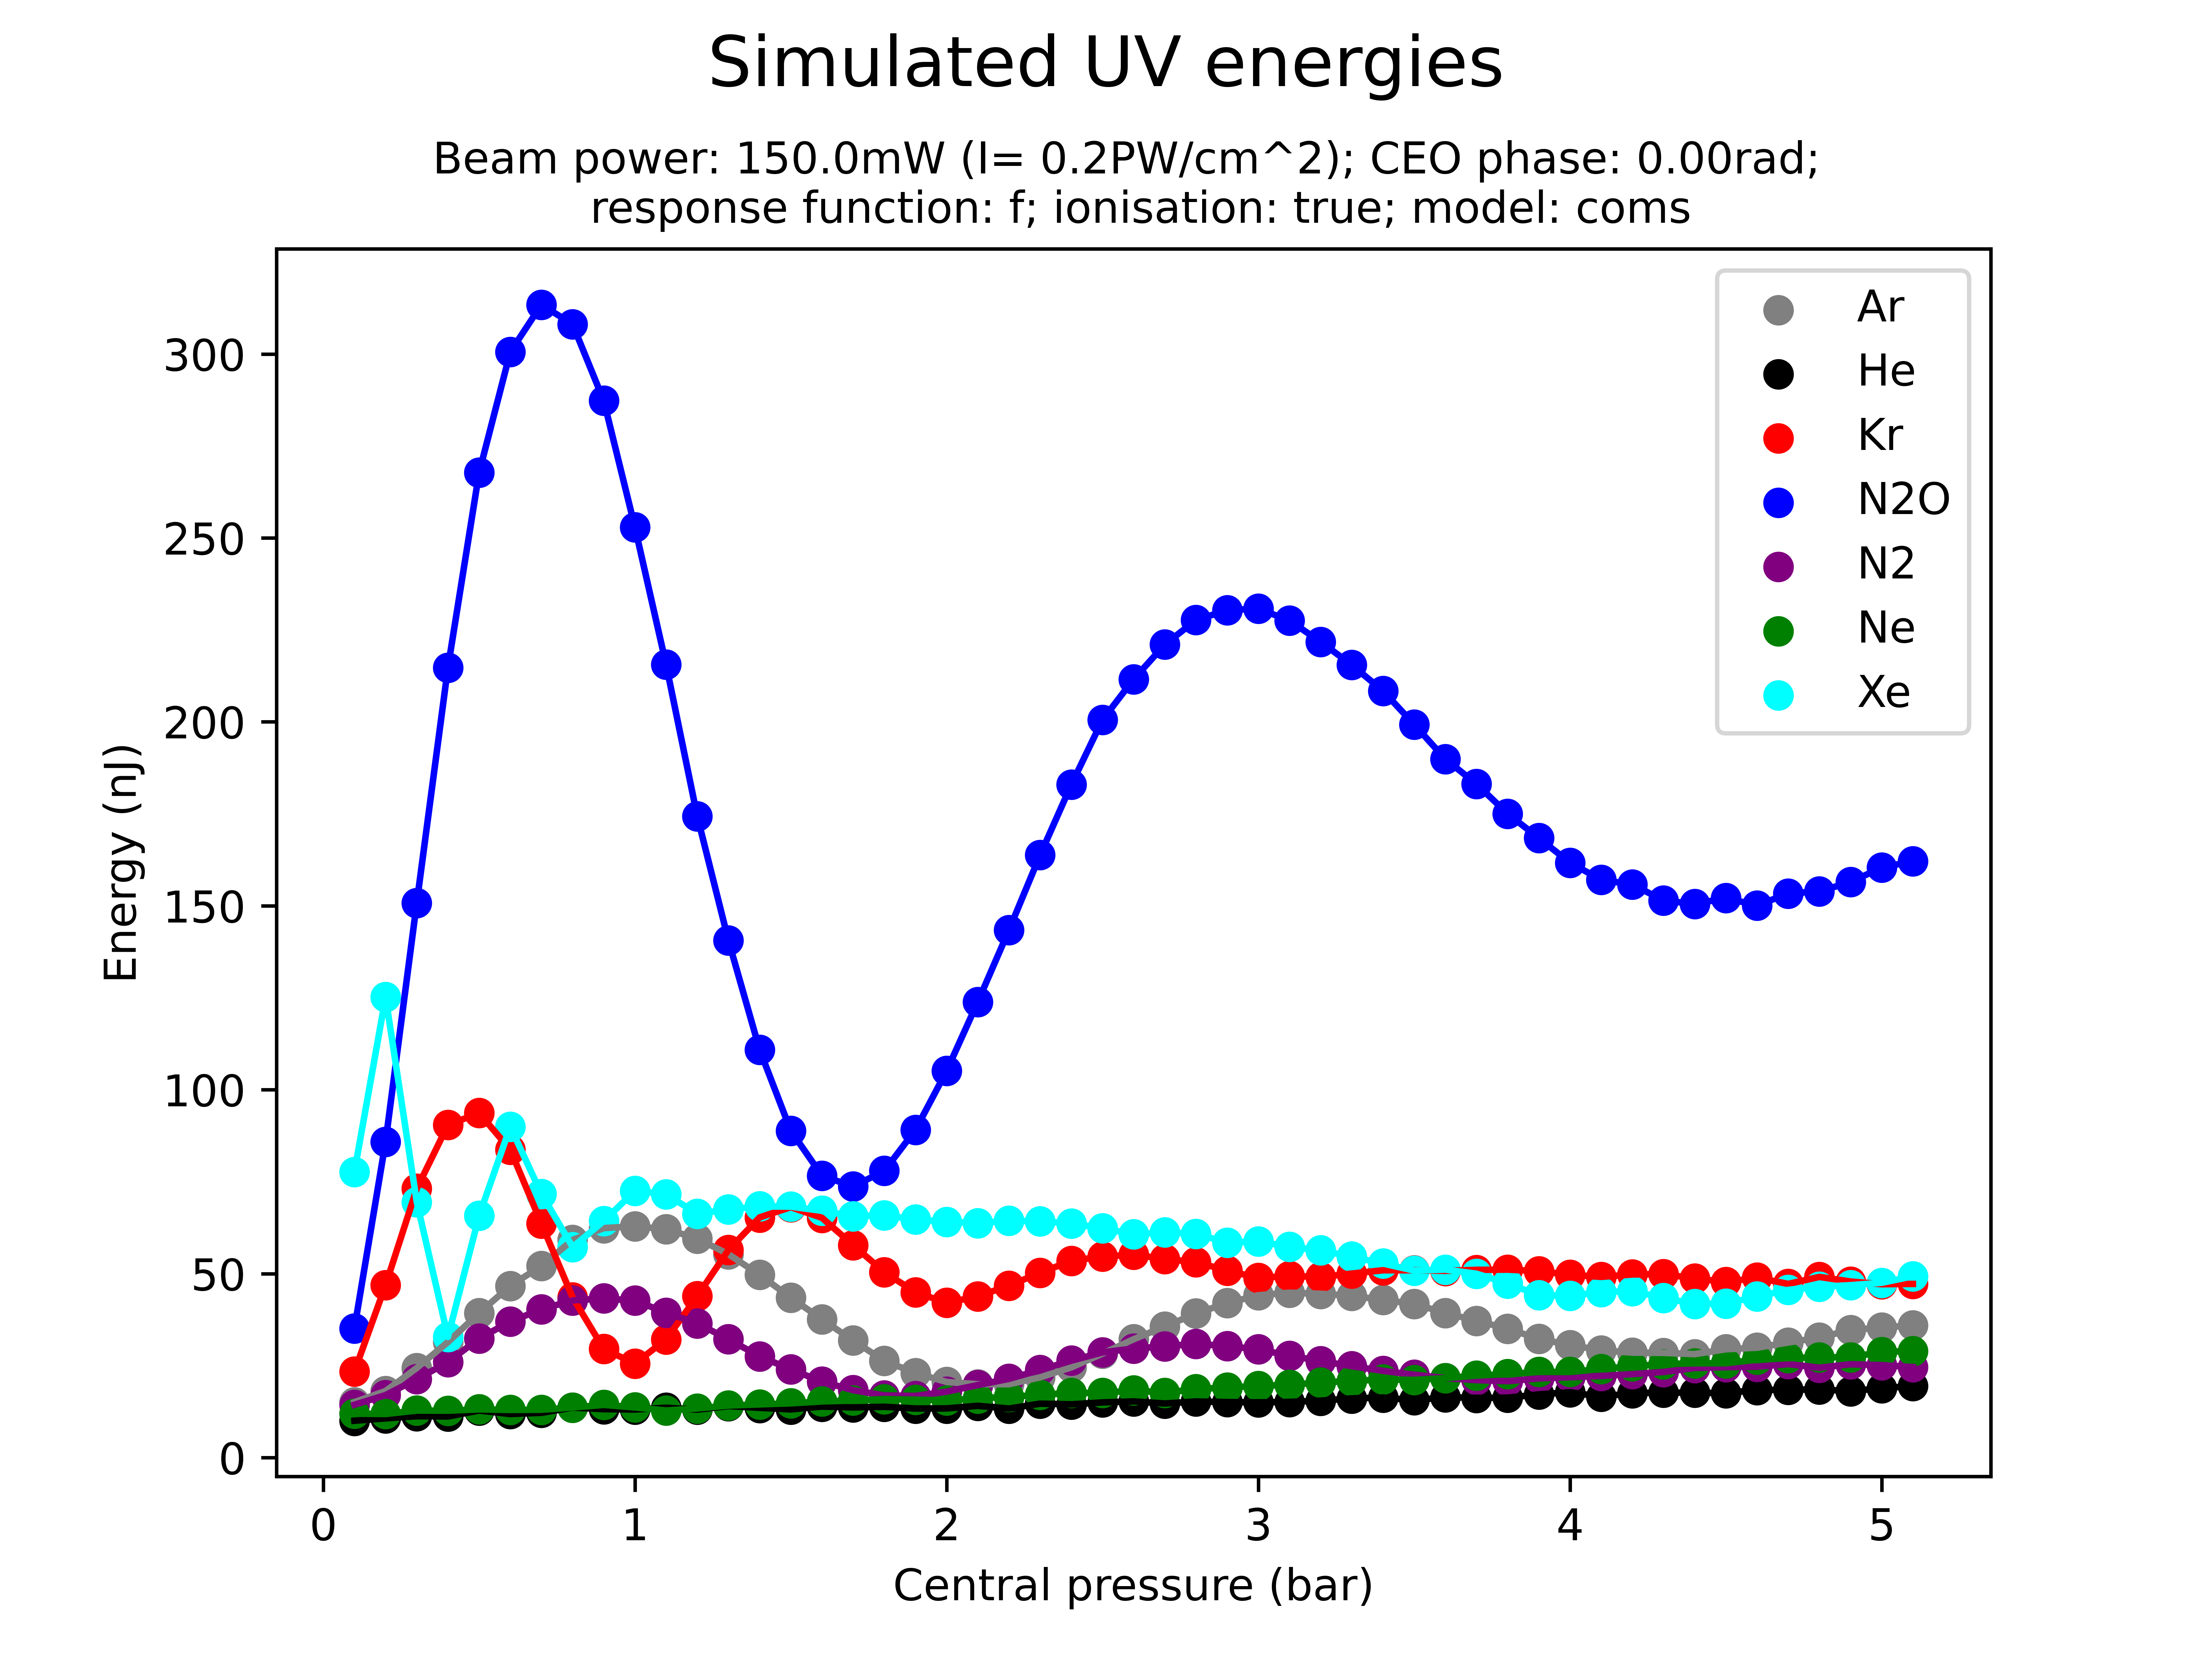 Simulated UV energies
Beam power: 150.0mW (I= 0.2PW/cm^2); CEO phase: 0.00rad;
response function: f; ionisation: true; model: coms
Ar
He
Kr
N2O
N2
Ne
Xe
Energy (nJ)
300
250
200
150
100
50
0
0 1 2 3 4 5
Central pressure (bar)